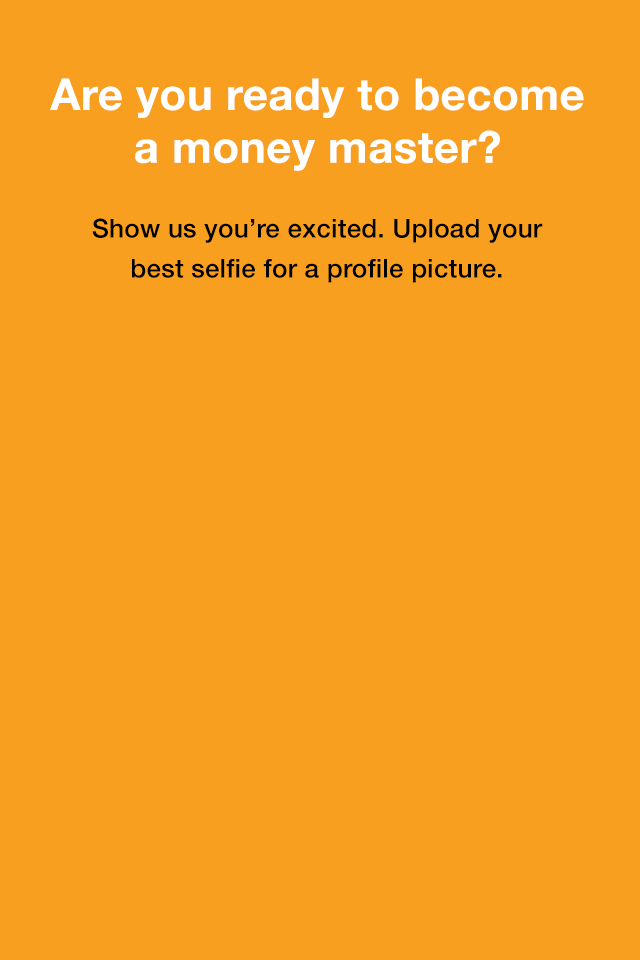 Are you ready to become
a money master?
Show us you’re excited. Upload your
best selfie for a profile picture.